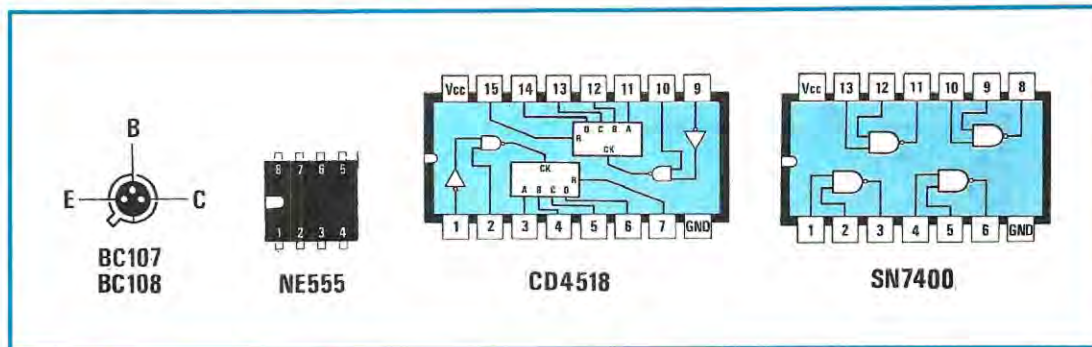 B
E C
BC107
BC108
8 7 6 5
1 2 3 4
NE555
Vcc 15 14 13 12 11 10 9
D C B A
R
CK
CK
R
A B C D
1 2 3 4 5 6 7 GND
CD4518
Vcc 13 12 11 10 9 8
1 2 3 4 5 6 GND
SN7400